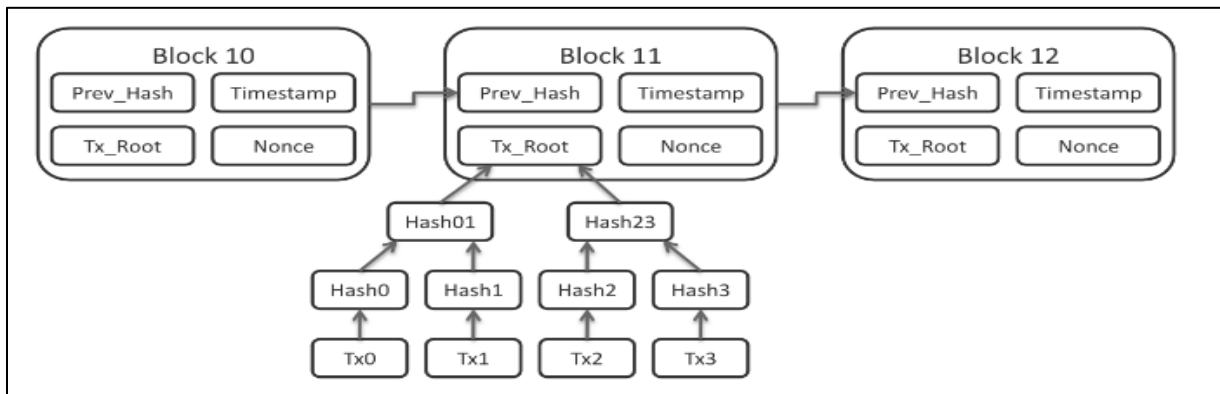 Block 10 Block 11 Block 12
Prev_Hash Timestamp Prev_Hash Timestamp Prev_Hash Timestamp
Tx_Root Nonce Tx_Root Nonce Tx_Root Nonce
Hash01 Hash23
Hash0 Hash1 Hash2 Hash3
Tx0 Tx1 Tx2 Tx3